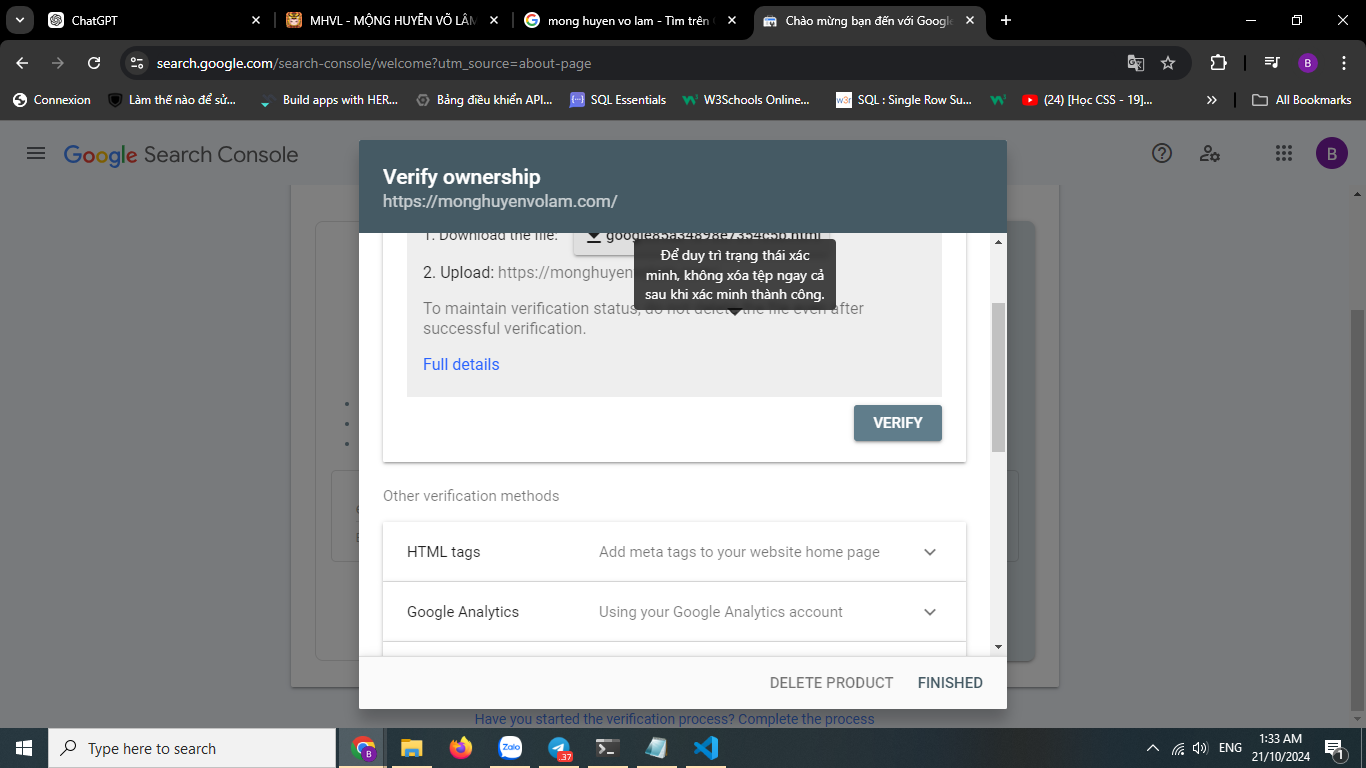 ChatGPT
MHVL - MỘNG HUYỄN VÕ LÂM
mong huyen vo lam - Tìm trên
Chào mừng bạn đến với Google
search.google.com/search-console/welcome?utm_source=about-page
B
Connexion
Làm thế nào để sử...
Build apps with HER...
Bảng điều khiển API...
SQL Essentials
W3Schools Online...
SQL : Single Row Su...
(24) [Học CSS - 19]...
All Bookmarks
Google Search Console
B
Verify ownership
https://monghuyenvolam.com/
1. Download the file:
Để duy trì trạng thái xác
minh, không xóa tệp ngay cả
sau khi xác minh thành công.
2. Upload: https://monghuyen
To maintain verification status, do not delete the file even after
successful verification.
Full details
VERIFY
Other verification methods
HTML tags
Add meta tags to your website home page
Google Analytics
Using your Google Analytics account
DELETE PRODUCT
FINISHED
Have you started the verification process? Complete the process
Type here to search
B
Zalo
37
ENG
1:33 AM
21/10/2024
1